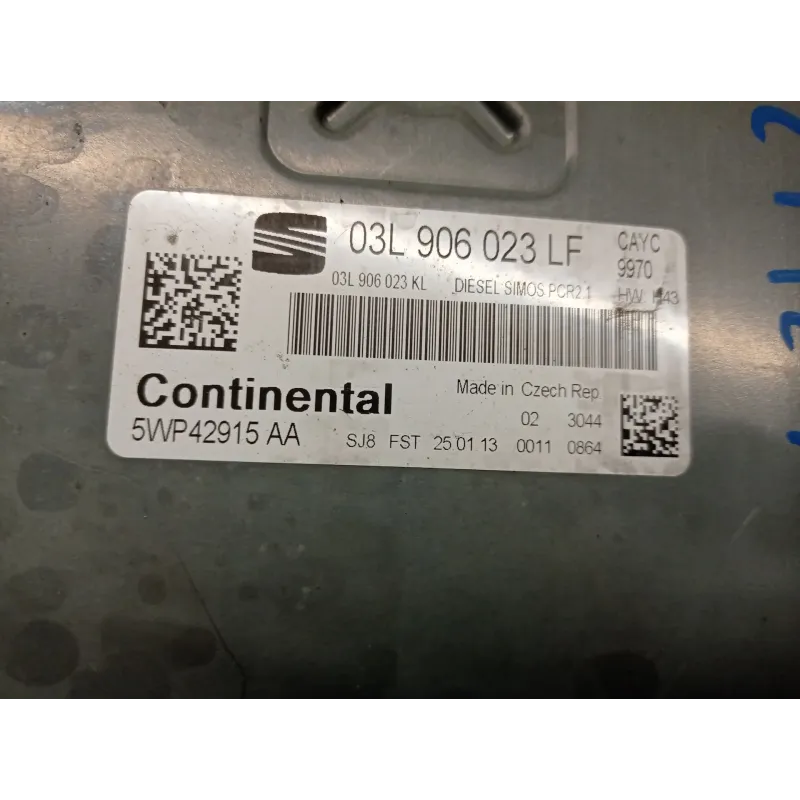 03L 906 023 LF
CAYC
9970
03L 906 023 KL DIESEL SIMOS PCR2.1 HW: H43
Continental
Made in Czech Rep
5WP42915 AA
02 3044
SJ8 FST 25 01 13 0011 0864